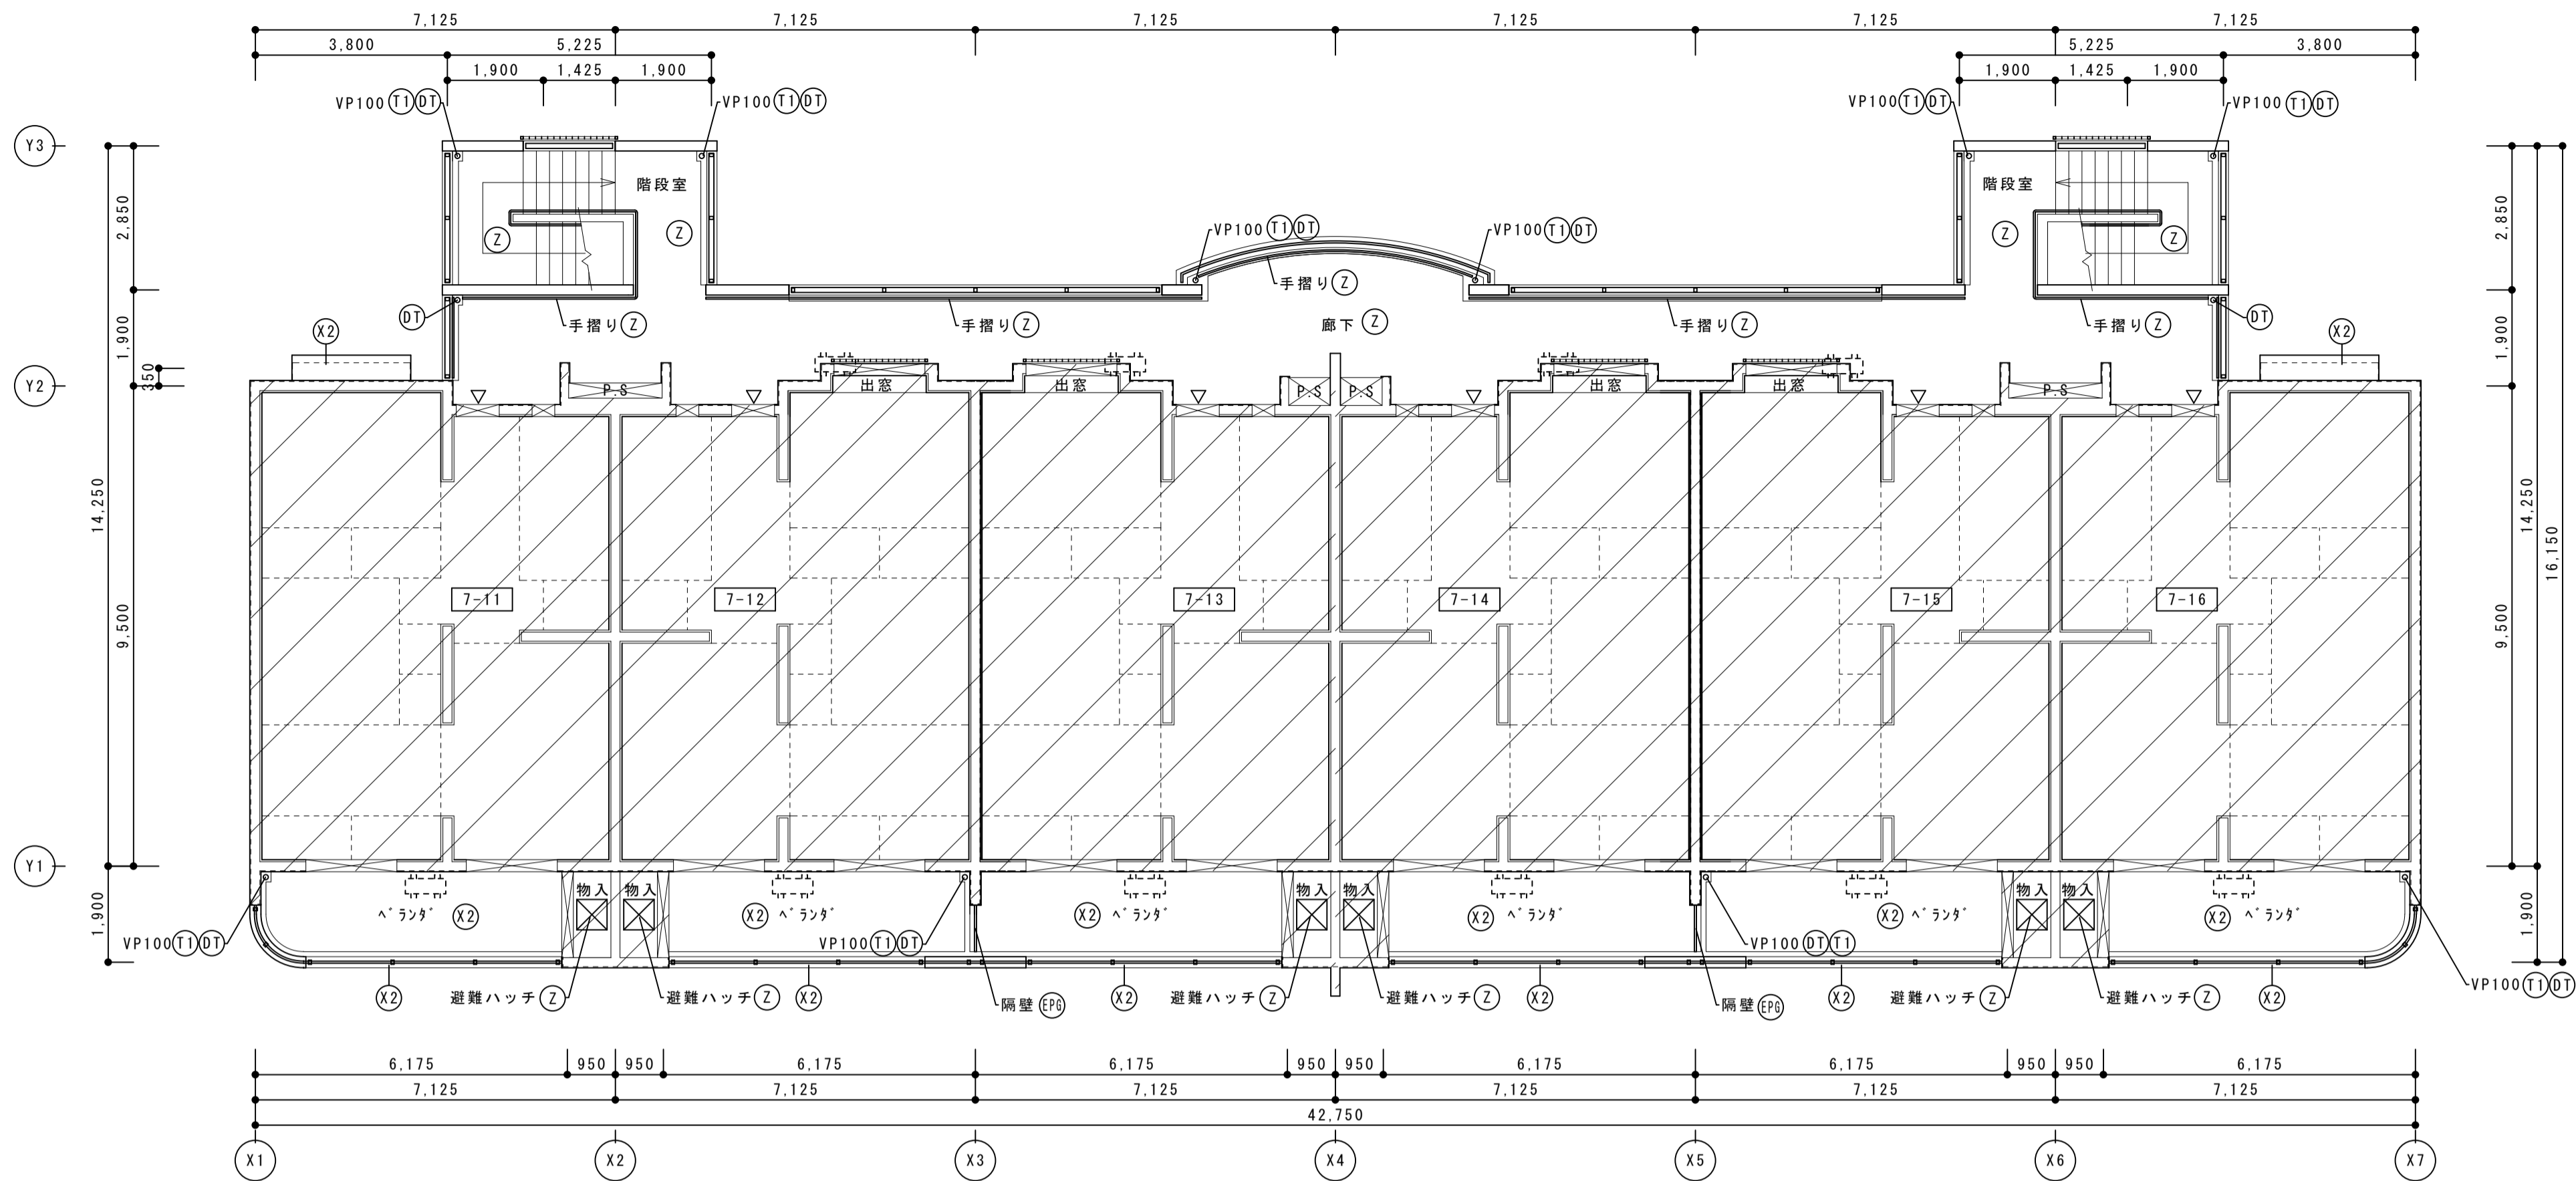 7,125 7,125 7,125 7,125 7,125 7,125
3,800 5,225 5,225 3,800
1,900 1,425 1,900 1,900 1,425 1,900
VP100 T1 DT VP100 T1 DT VP100 T1 DT VP100 T1 DT
Y3
階段室 階段室
2,850 2,850
Z Z VP100 T1 DT VP100 T1 DT Z Z
手摺り Z
DT 手摺り Z 手摺り Z 廊下 Z 手摺り Z 手摺り Z DT
X2 X2
1,900 1,900
350
Y2
P.S 出窓 出窓 P.S P.S 出窓 出窓 P.S
14,250 14,250
16,150
9,500 9,500
7-11 7-12 7-13 7-14 7-15 7-16
Y1
物入 物入 物入 物入 物入 物入
ベランダ X2 X2 ベランダ X2 ベランダ X2 ベランダ X2 ベランダ X2 ベランダ
1,900 1,900
VP100 T1 DT VP100 T1 DT VP100 DT T1
VP100 T1 DT
X2 避難ハッチ Z 避難ハッチ Z X2 隔壁 EPG X2 避難ハッチ Z 避難ハッチ Z X2 隔壁 EPG X2 避難ハッチ Z 避難ハッチ Z X2
6,175 950 950 6,175 6,175 950 950 6,175 6,175 950 950 6,175
7,125 7,125 7,125 7,125 7,125 7,125
42,750
X1 X2 X3 X4 X5 X6 X7